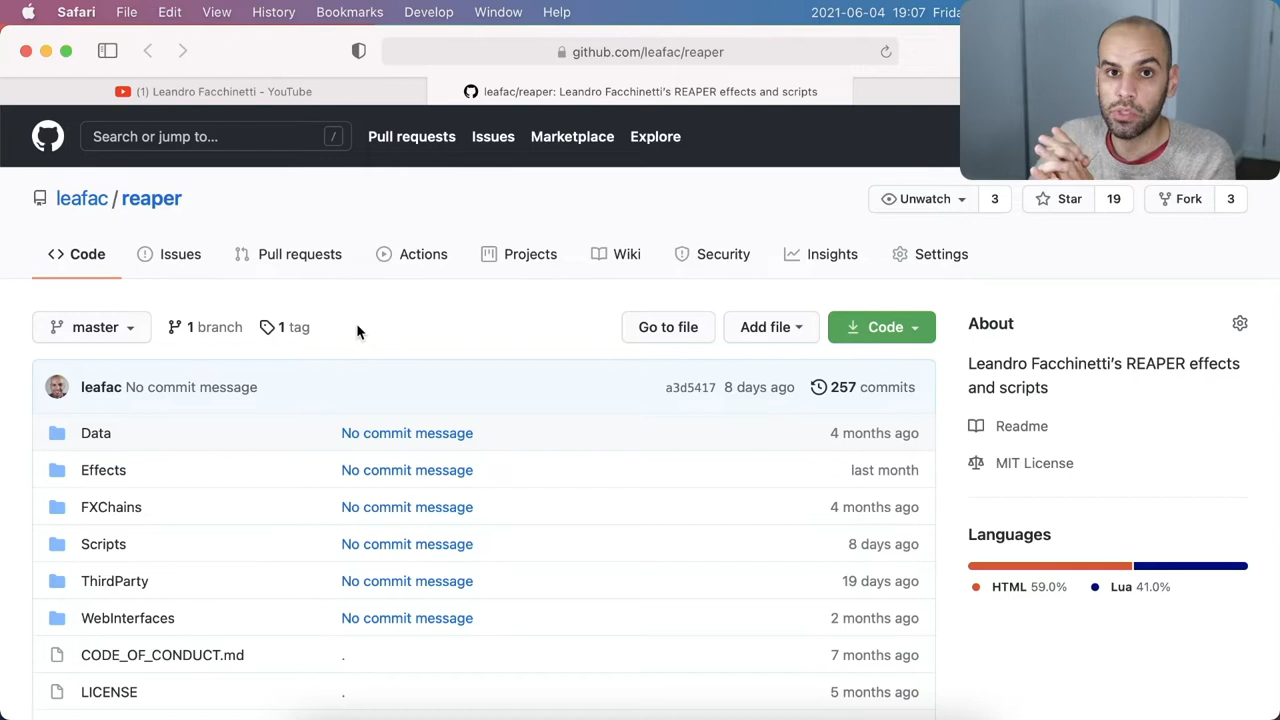 Safari File Edit View History Bookmarks Develop Window Help 2021-06-04 19:07 Frida
github.com/leafac/reaper
(1) Leandro Facchinetti - YouTube
leafac/reaper: Leandro Facchinetti’s REAPER effects and scripts
Search or jump to... / Pull requests Issues Marketplace Explore
leafac / reaper
Unwatch 3 Star 19 Fork 3
<> Code Issues Pull requests Actions Projects Wiki Security Insights Settings
master 1 branch 1 tag Go to file Add file Code
leafac No commit message a3d5417 8 days ago 257 commits
Data No commit message 4 months ago
Effects No commit message last month
FXChains No commit message 4 months ago
Scripts No commit message 8 days ago
ThirdParty No commit message 19 days ago
WebInterfaces No commit message 2 months ago
CODE_OF_CONDUCT.md . 7 months ago
LICENSE . 5 months ago
About
Leandro Facchinetti’s REAPER effects
and scripts
Readme
MIT License
Languages
HTML 59.0% Lua 41.0%